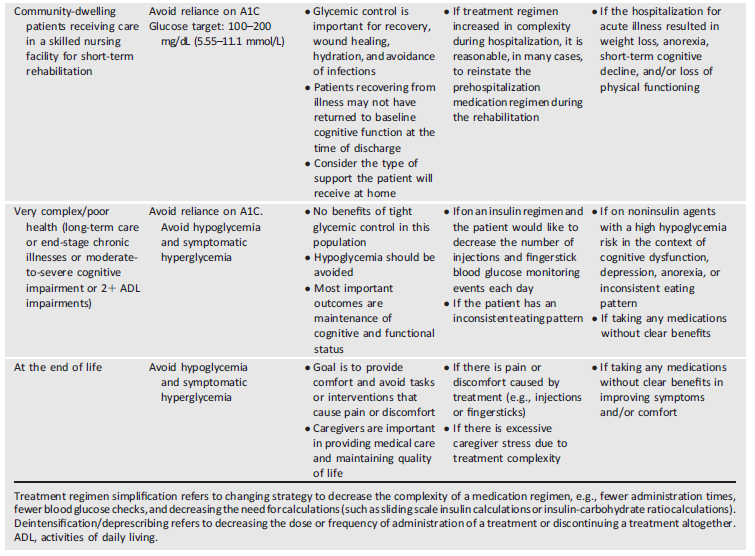 Community-dwelling
patients receiving care
in a skilled nursing
facility for short-term
rehabilitation
Avoid reliance on A1C
Glucose target: 100–200
mg/dL (5.55–11.1 mmol/L)
● Glycemic control is
important for recovery,
wound healing,
hydration, and avoidance
of infections
● Patients recovering from
illness may not have
returned to baseline
cognitive function at the
time of discharge
● Consider the type of
support the patient will
receive at home
● If treatment regimen
increased in complexity
during hospitalization, it is
reasonable, in many cases,
to reinstate the
prehospitalization
medication regimen during
the rehabilitation
● If the hospitalization for
acute illness resulted in
weight loss, anorexia,
short-term cognitive
decline, and/or loss of
physical functioning
Very complex/poor
health (long-term care
or end-stage chronic
illnesses or moderate-
to-severe cognitive
impairment or 2+ ADL
impairments)
Avoid reliance on A1C.
Avoid hypoglycemia
and symptomatic
hyperglycemia
● No benefits of tight
glycemic control in this
population
● Hypoglycemia should be
avoided
● Most important
outcomes are
maintenance of
cognitive and functional
status
● If on an insulin regimen and
the patient would like to
decrease the number of
injections and fingerstick
blood glucose monitoring
events each day
● If the patient has an
inconsistent eating pattern
● If on noninsulin agents
with a high hypoglycemia
risk in the context of
cognitive dysfunction,
depression, anorexia, or
inconsistent eating
pattern
● If taking any medications
without clear benefits
At the end of life
Avoid hypoglycemia
and symptomatic
hyperglycemia
● Goal is to provide
comfort and avoid tasks
or interventions that
cause pain or discomfort
● Caregivers are important
in providing medical care
and maintaining quality
of life
● If there is pain or
discomfort caused by
treatment (e.g., injections
or fingersticks)
● If there is excessive
caregiver stress due to
treatment complexity
● If taking any medications
without clear benefits in
improving symptoms
and/or comfort
Treatment regimen simplification refers to changing strategy to decrease the complexity of a medication regimen, e.g., fewer administration times,
fewer blood glucose checks, and decreasing the need for calculations (such as sliding scale insulin calculations or insulin-carbohydrate ratio calculations).
Deintensification/deprescribing refers to decreasing the dose or frequency of administration of a treatment or discontinuing a treatment altogether.
ADL, activities of daily living.